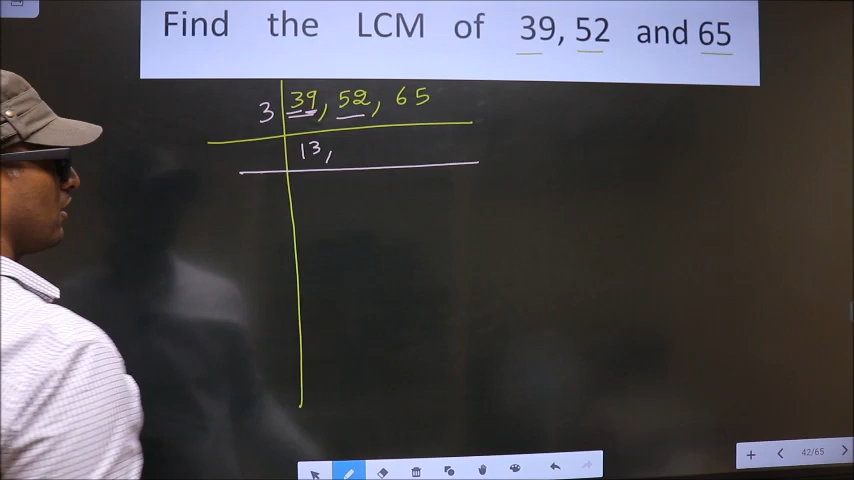 Find the LCM of 39, 52 and 65
3 39, 52, 65
13,
42/65